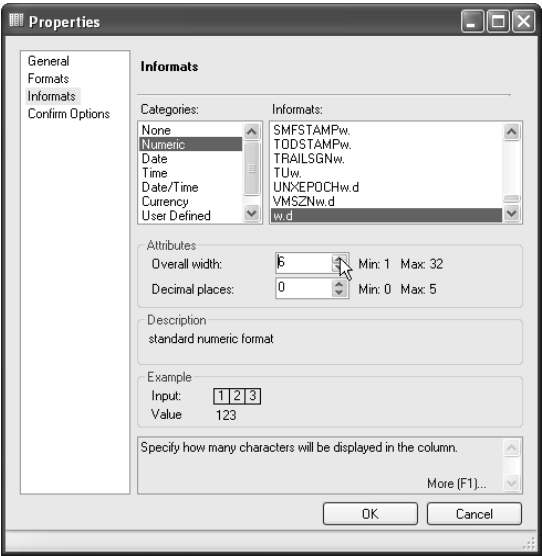 Properties
General
Formats
Informats
Confirm Options
Informats
Categories:
None
Numeric
Date
Time
Date/Time
Currency
User Defined
Informats:
SMFSTAMPw.
TODSTAMPw.
TRAILSGNw.
TUw.
UNXEPOCHw.d
VMSZNw.d
w.d
Attributes
Overall width: 6 Min: 1 Max: 32
Decimal places: 0 Min: 0 Max: 5
Description
standard numeric format
Example
Input: 1 2 3
Value 123
Specify how many characters will be displayed in the column.
More (F1)...
OK Cancel